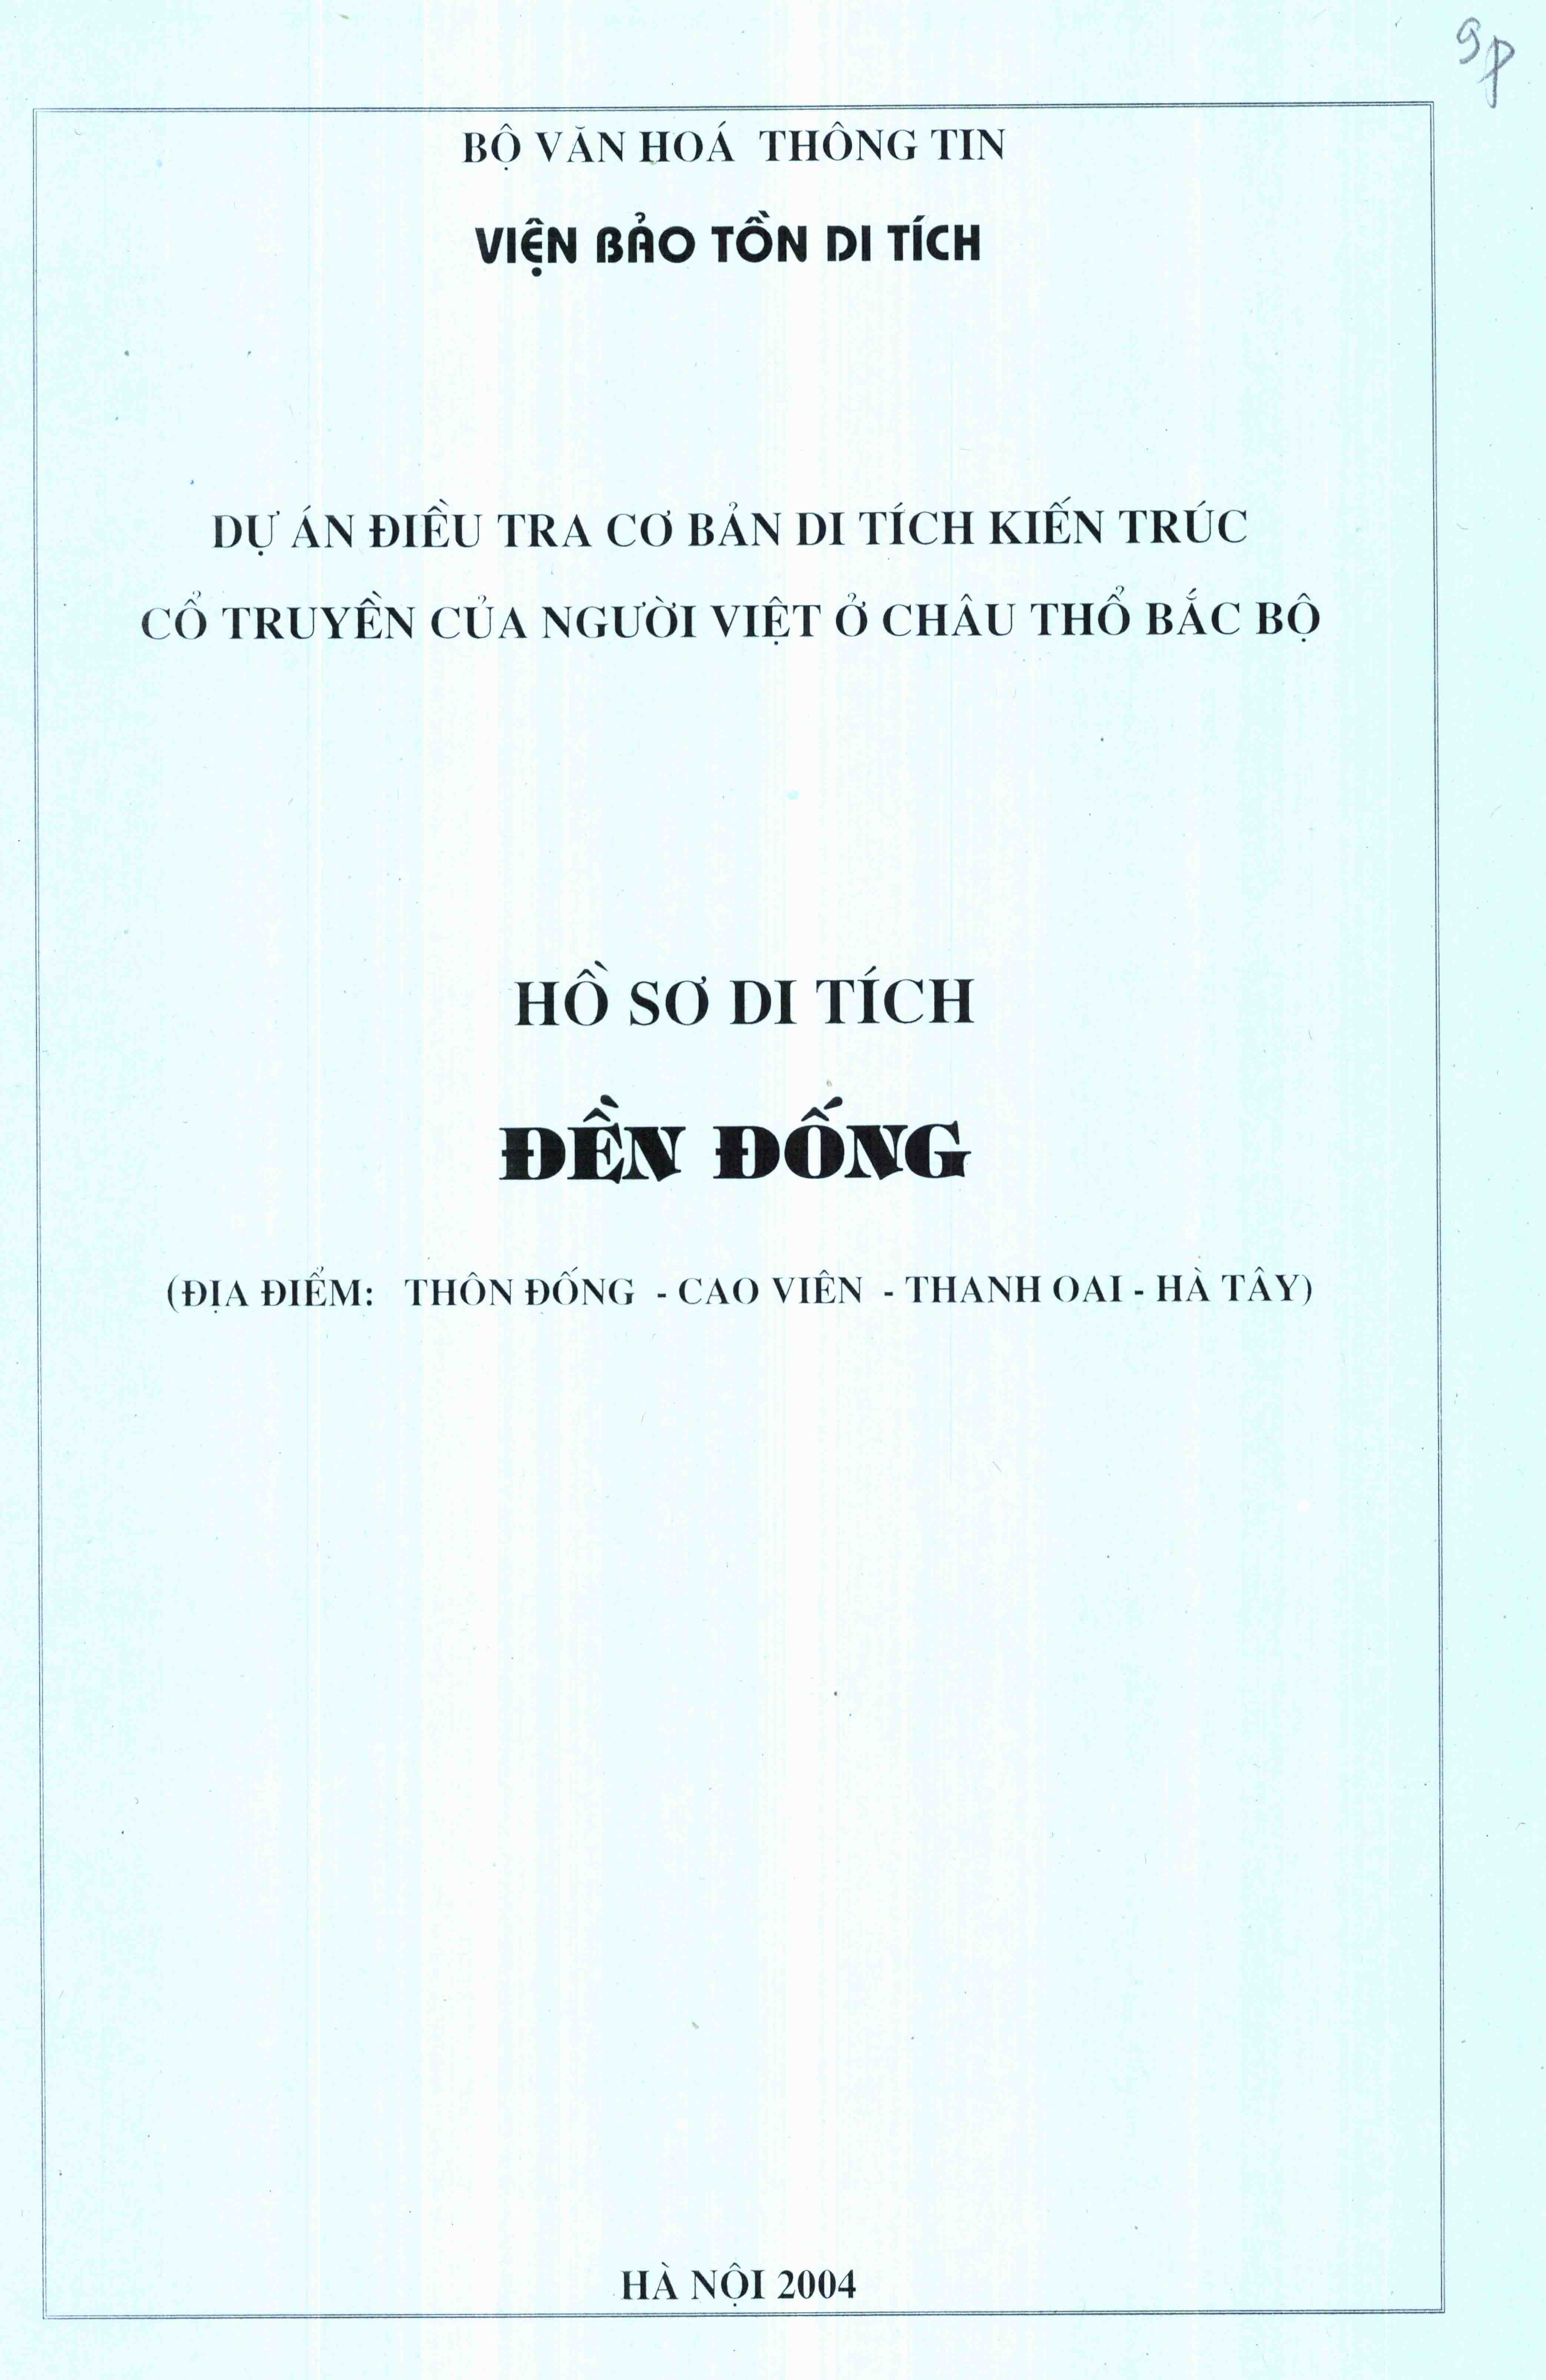 BỘ VĂN HOÁ THÔNG TIN
VIỆN BẢO TỒN DI TÍCH
DỰ ÁN ĐIỀU TRA CƠ BẢN DI TÍCH KIẾN TRÚC
CỔ TRUYỀN CỦA NGƯỜI VIỆT Ở CHÂU THỔ BẮC BỘ
HỒ SƠ DI TÍCH
ĐỀN ĐỐNG
(ĐỊA ĐIỂM: THÔN ĐỐNG - CAO VIÊN - THANH OAI - HÀ TÂY)
HÀ NỘI 2004